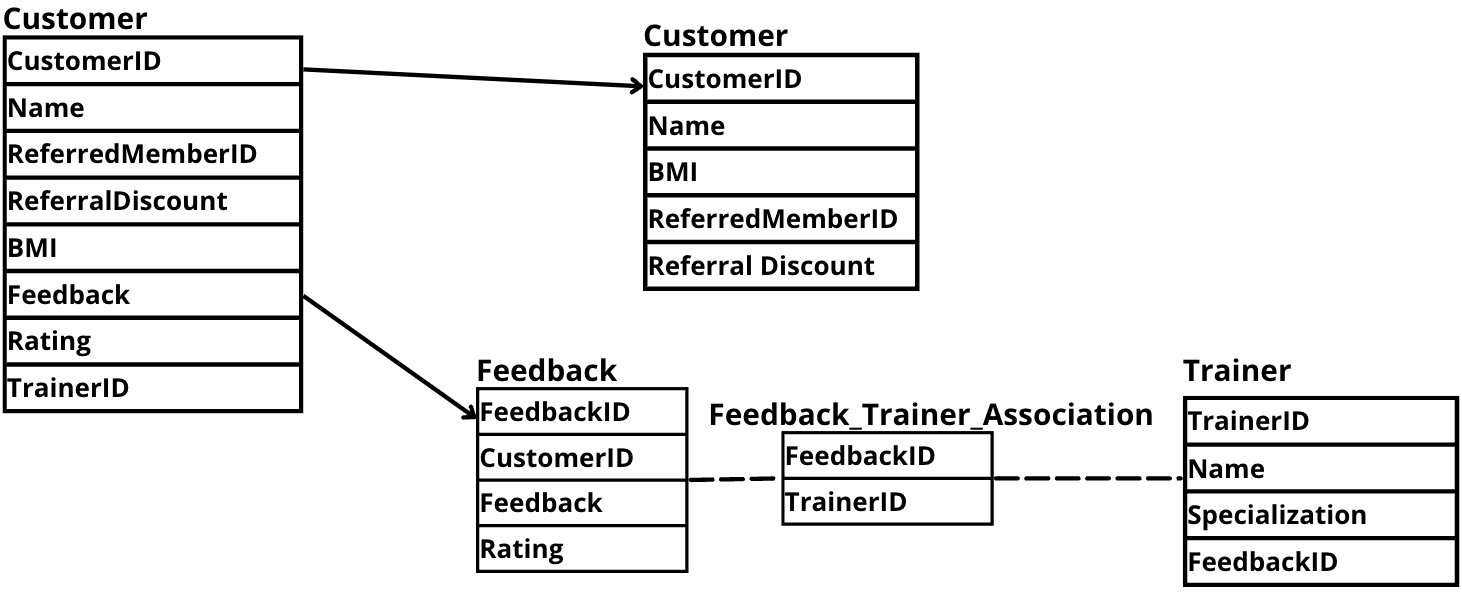 Customer
CustomerID
Name
ReferredMemberID
ReferralDiscount
BMI
Feedback
Rating
TrainerID
Customer
CustomerID
Name
BMI
ReferredMemberID
Referral Discount
Feedback
FeedbackID
CustomerID
Feedback
Rating
Feedback_Trainer_Association
FeedbackID
TrainerID
Trainer
TrainerID
Name
Specialization
FeedbackID